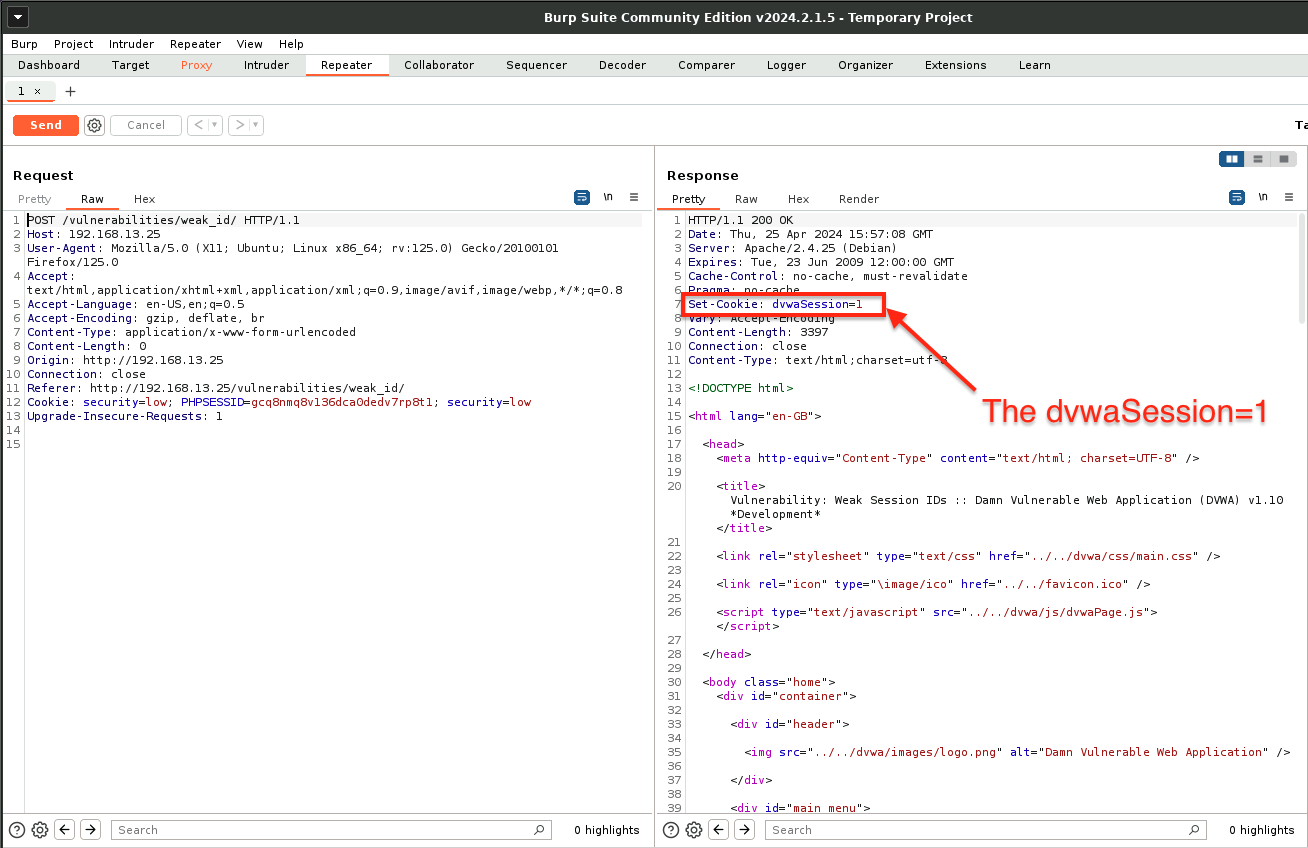 Burp Suite Community Edition v2024.2.1.5 - Temporary Project
Burp Project Intruder Repeater View Help
Dashboard Target Proxy Intruder Repeater Collaborator Sequencer Decoder Comparer Logger Organizer Extensions Learn
1 × +
Send Cancel < >
Request
Pretty Raw Hex \n
1 POST /vulnerabilities/weak_id/ HTTP/1.1
2 Host: 192.168.13.25
3 User-Agent: Mozilla/5.0 (X11; Ubuntu; Linux x86_64; rv:125.0) Gecko/20100101
Firefox/125.0
4 Accept:
text/html,application/xhtml+xml,application/xml;q=0.9,image/avif,image/webp,*/*;q=0.8
5 Accept-Language: en-US,en;q=0.5
6 Accept-Encoding: gzip, deflate, br
7 Content-Type: application/x-www-form-urlencoded
8 Content-Length: 0
9 Origin: http://192.168.13.25
10 Connection: close
11 Referer: http://192.168.13.25/vulnerabilities/weak_id/
12 Cookie: security=low; PHPSESSID=gcq8nmq8v136dca0dedv7rp8t1; security=low
13 Upgrade-Insecure-Requests: 1
14
15
Search 0 highlights
Response
Pretty Raw Hex Render \n
1 HTTP/1.1 200 OK
2 Date: Thu, 25 Apr 2024 15:57:08 GMT
3 Server: Apache/2.4.25 (Debian)
4 Expires: Tue, 23 Jun 2009 12:00:00 GMT
5 Cache-Control: no-cache, must-revalidate
6 Pragma: no-cache
7 Set-Cookie: dvwaSession=1
8 Vary: Accept-Encoding
9 Content-Length: 3397
10 Connection: close
11 Content-Type: text/html;charset=utf-8
12
13 <!DOCTYPE html>
14
15 <html lang="en-GB">
16
17 <head>
18 <meta http-equiv="Content-Type" content="text/html; charset=UTF-8" />
19
20 <title>
Vulnerability: Weak Session IDs :: Damn Vulnerable Web Application (DVWA) v1.10
*Development*
</title>
21
22 <link rel="stylesheet" type="text/css" href="../../dvwa/css/main.css" />
23
24 <link rel="icon" type="\image/ico" href="../../favicon.ico" />
25
26 <script type="text/javascript" src="../../dvwa/js/dvwaPage.js">
</script>
27
28 </head>
29
30 <body class="home">
31 <div id="container">
32
33 <div id="header">
34
35 <img src="../../dvwa/images/logo.png" alt="Damn Vulnerable Web Application" />
36
37 </div>
38
39 <div id="main_menu">
The dvwaSession=1
Search 0 highlights